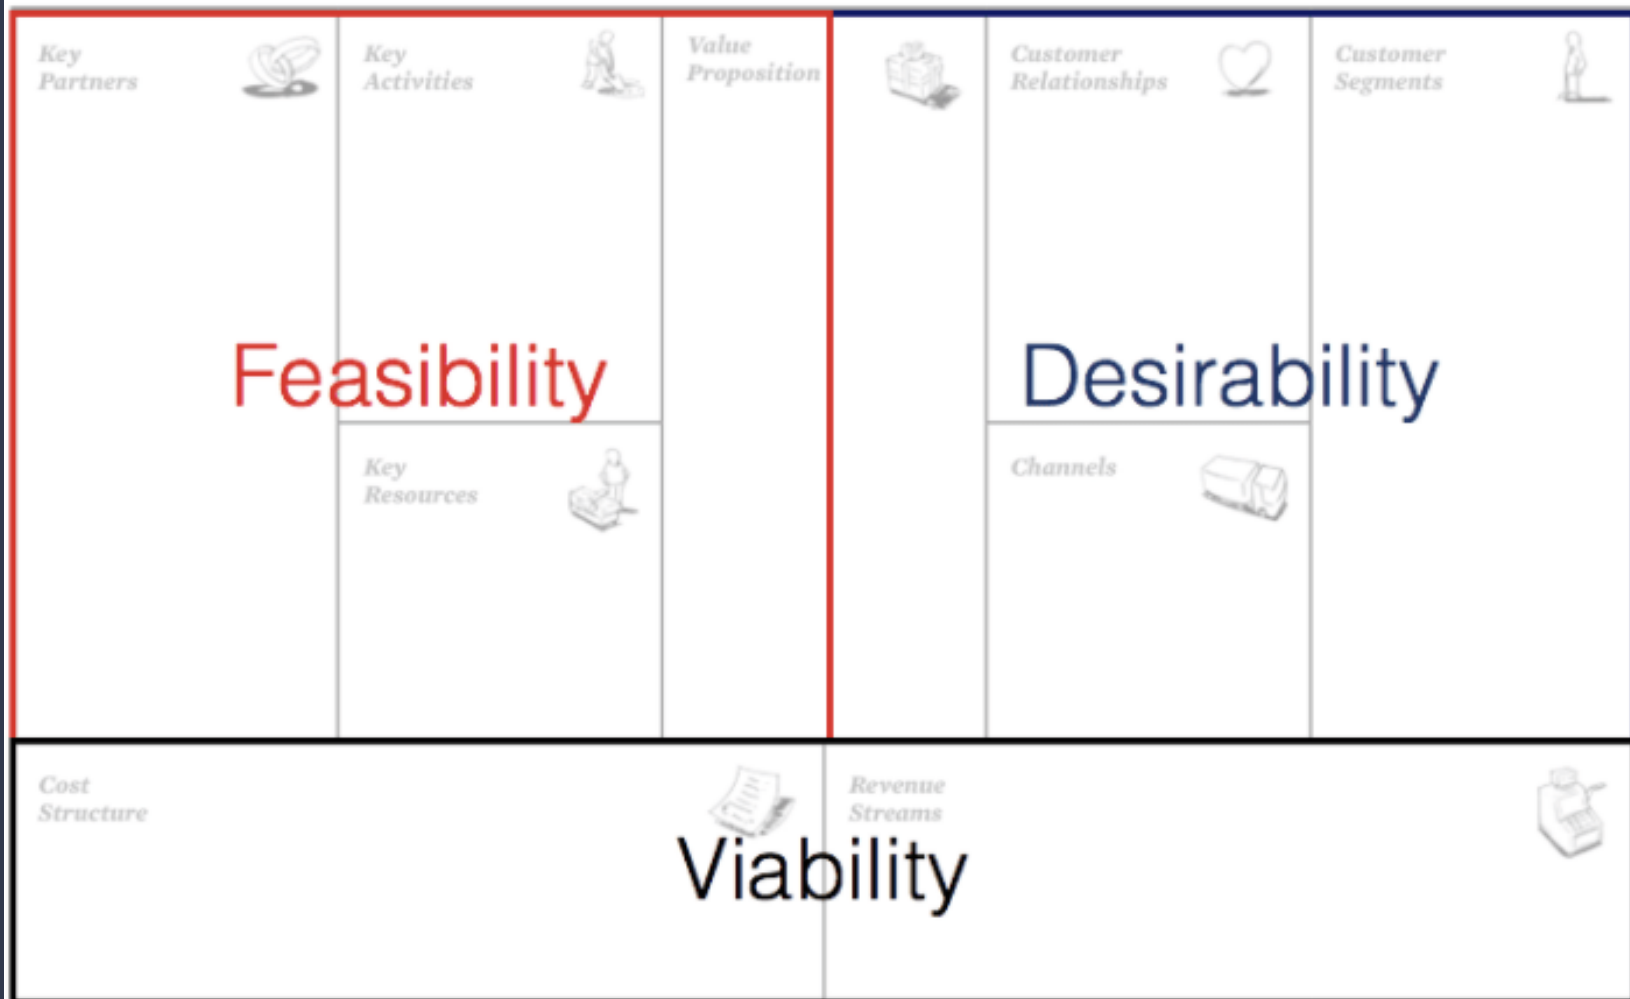 Key
Partners
Key
Activities
Value
Proposition
Customer
Relationships
Customer
Segments
Feasibility
Desirability
Key
Resources
Channels
Cost
Structure
Revenue
Streams
Viability